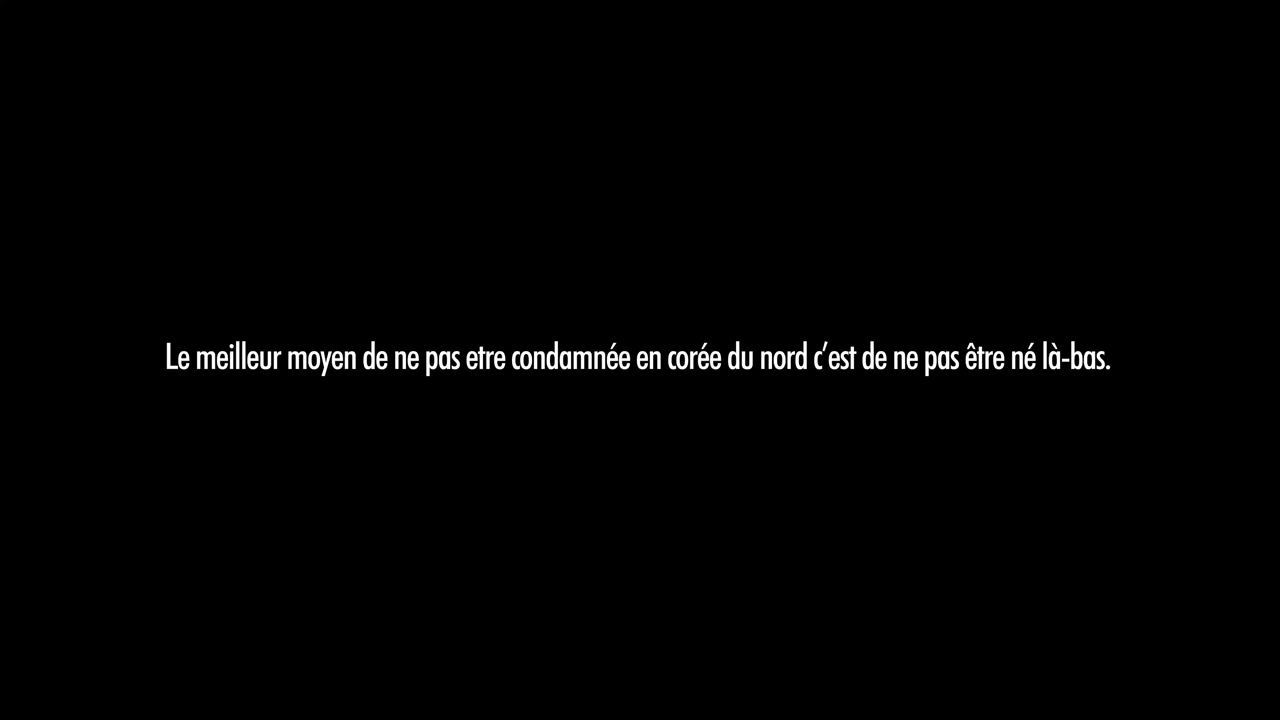 Le meilleur moyen de ne pas etre condamnée en corée du nord c’est de ne pas être né là-bas.